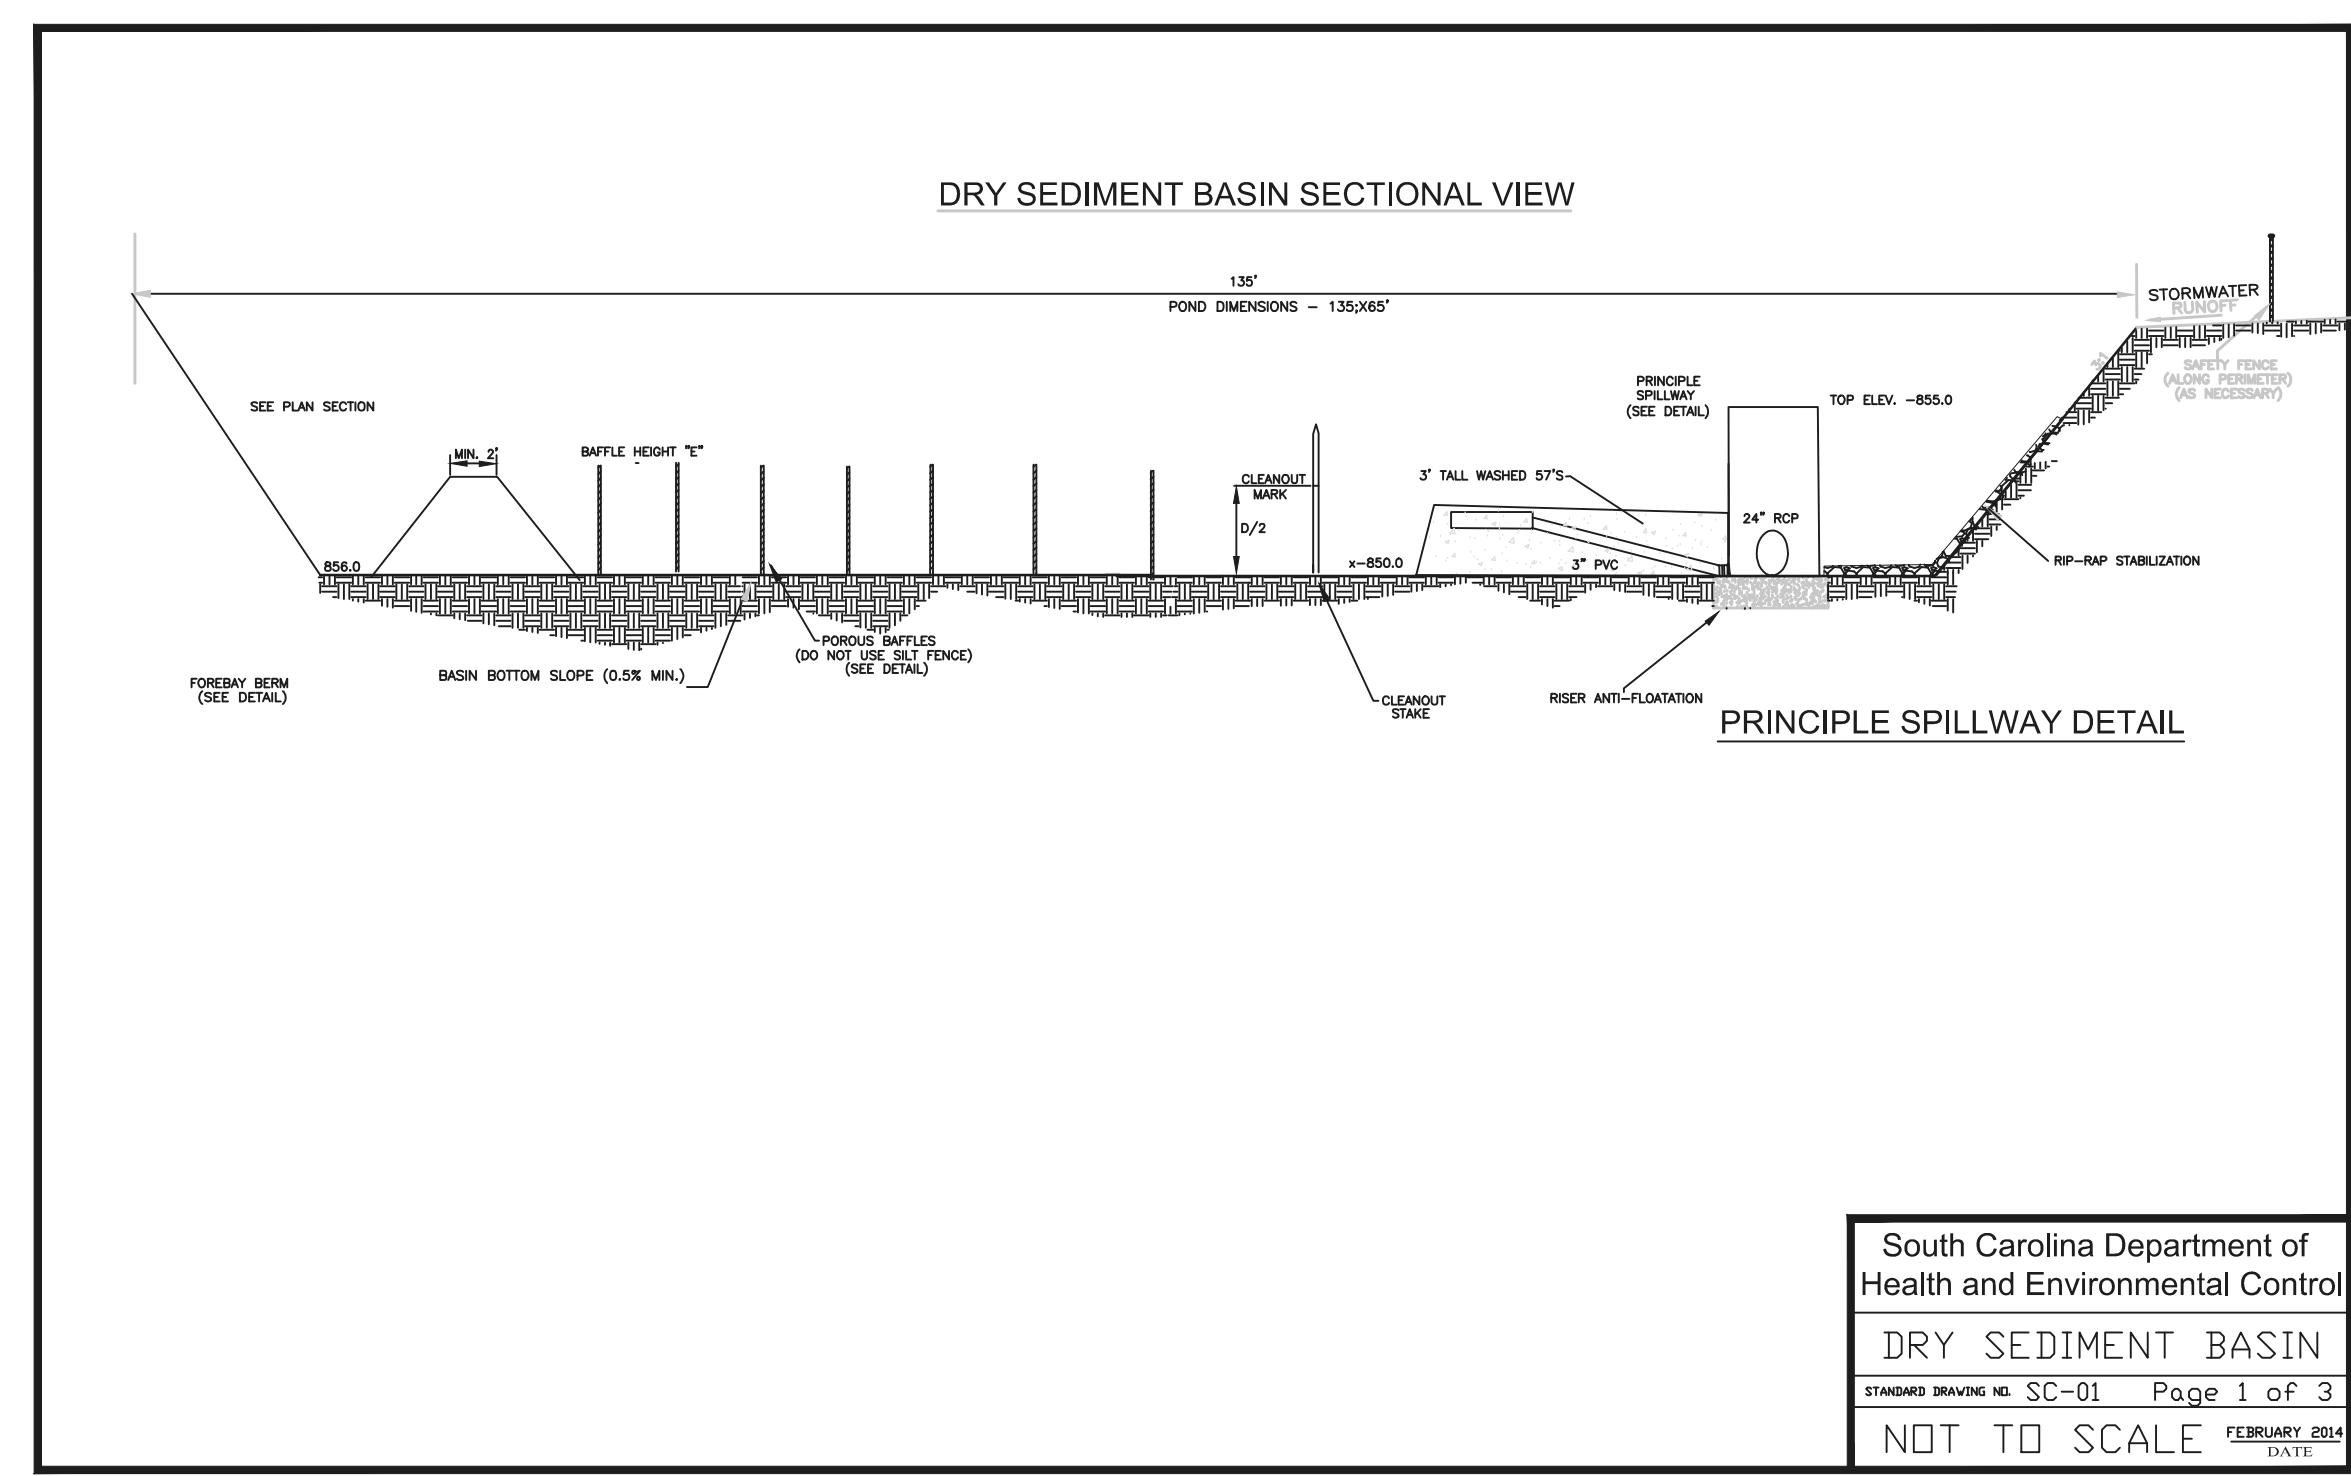 DRY SEDIMENT BASIN SECTIONAL VIEW
135'
POND DIMENSIONS - 135;X65'
STORMWATER
RUNOFF
3:1
SAFETY FENCE
(ALONG PERIMETER)
(AS NECESSARY)
SEE PLAN SECTION
PRINCIPLE
SPILLWAY
(SEE DETAIL)
TOP ELEV. -855.0
MIN. 2'
BAFFLE HEIGHT "E"
CLEANOUT
MARK
D/2
3' TALL WASHED 57'S
24" RCP
856.0
x-850.0
3" PVC
RIP-RAP STABILIZATION
POROUS BAFFLES
(DO NOT USE SILT FENCE)
(SEE DETAIL)
BASIN BOTTOM SLOPE (0.5% MIN.)
FOREBAY BERM
(SEE DETAIL)
CLEANOUT
STAKE
RISER ANTI-FLOATATION
PRINCIPLE SPILLWAY DETAIL
South Carolina Department of
Health and Environmental Control
DRY SEDIMENT BASIN
STANDARD DRAWING NO. SC-01 Page 1 of 3
NOT TO SCALE FEBRUARY 2014
DATE